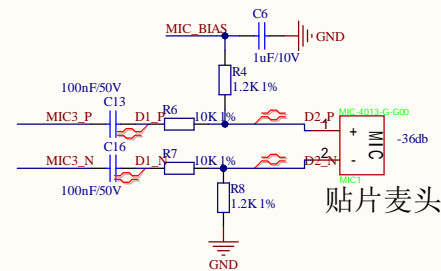 MIC_BIAS
C6
GND
1uF/10V
R4
1.2K 1%
C13
100nF/50V
MIC3_P
D1_P
R6
10K 1%
D2_P
MIC-4013-G-G00
1
+
MIC
-36db
C16
MIC3_N
D1_N
R7
10K 1%
D2_N
2
-
100nF/50V
MIC1
R8
1.2K 1%
贴片麦头
GND